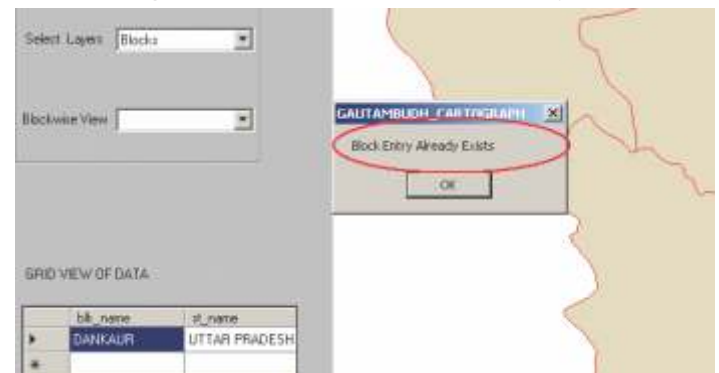 Select Layers Blocks
GAUTAMBUDH_CARTOGRAPH
Blockwise View
Block Entry Already Exists
OK
GRID VIEW OF DATA
blk_name st_name
DANKAUR UTTAR PRADESH